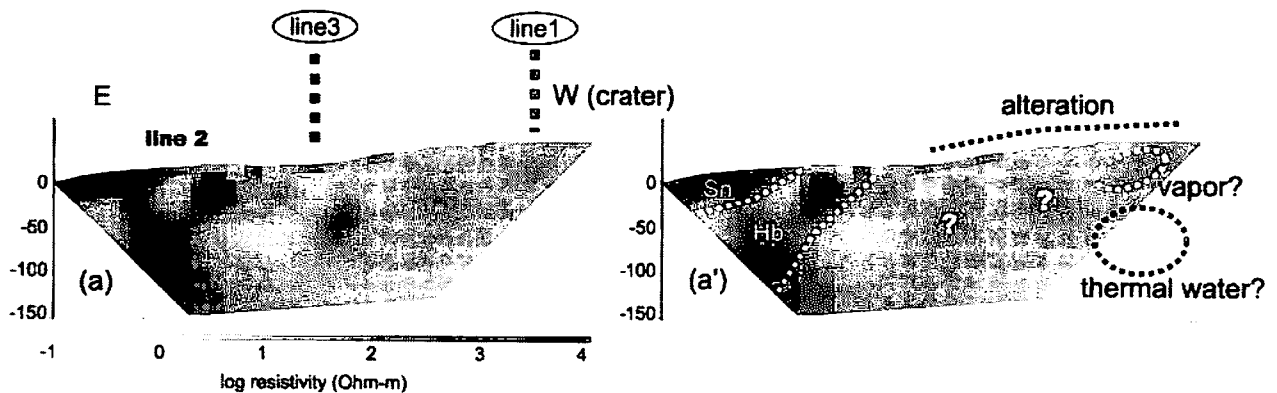 line3
line1
E
W (crater)
line 2
0
-50
-100
-150
(a)
-1 0 1 2 3 4
log resistivity (Ohm-m)
alteration
0
-50
-100
-150
Sn
Hb
?
?
vapor?
(a')
thermal water?